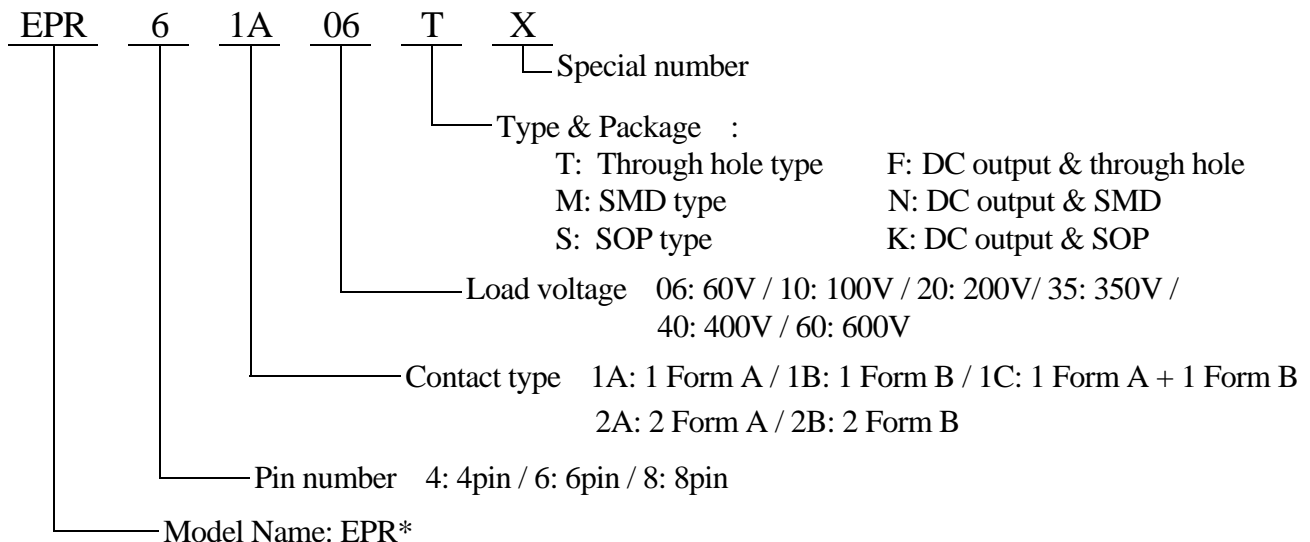 EPR 6 1A 06 T X
Special number
Type & Package :
T: Through hole type F: DC output & through hole
M: SMD type N: DC output & SMD
S: SOP type K: DC output & SOP
Load voltage 06: 60V / 10: 100V / 20: 200V/ 35: 350V /
40: 400V / 60: 600V
Contact type 1A: 1 Form A / 1B: 1 Form B / 1C: 1 Form A + 1 Form B
2A: 2 Form A / 2B: 2 Form B
Pin number 4: 4pin / 6: 6pin / 8: 8pin
Model Name: EPR*